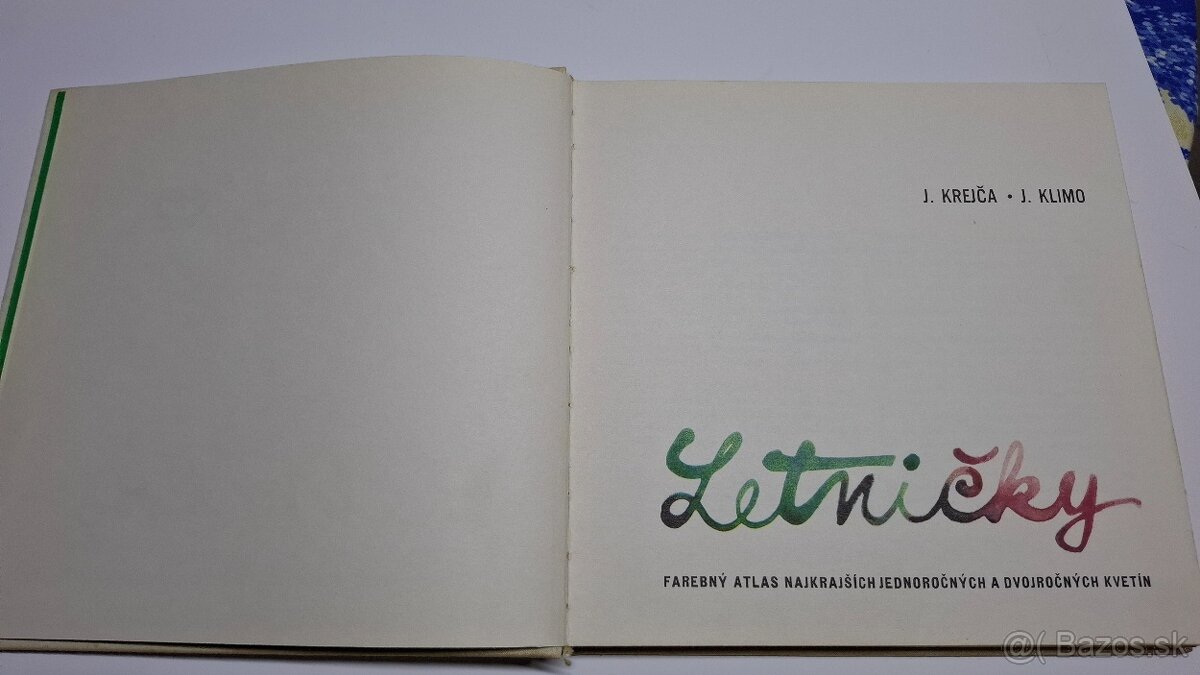 J. KREJČA • J. KLIMO
Letničky
FAREBNÝ ATLAS NAJKRAJŠÍCH JEDNOROČNÝCH A DVOJROČNÝCH KVETÍN
@( Bazos.sk